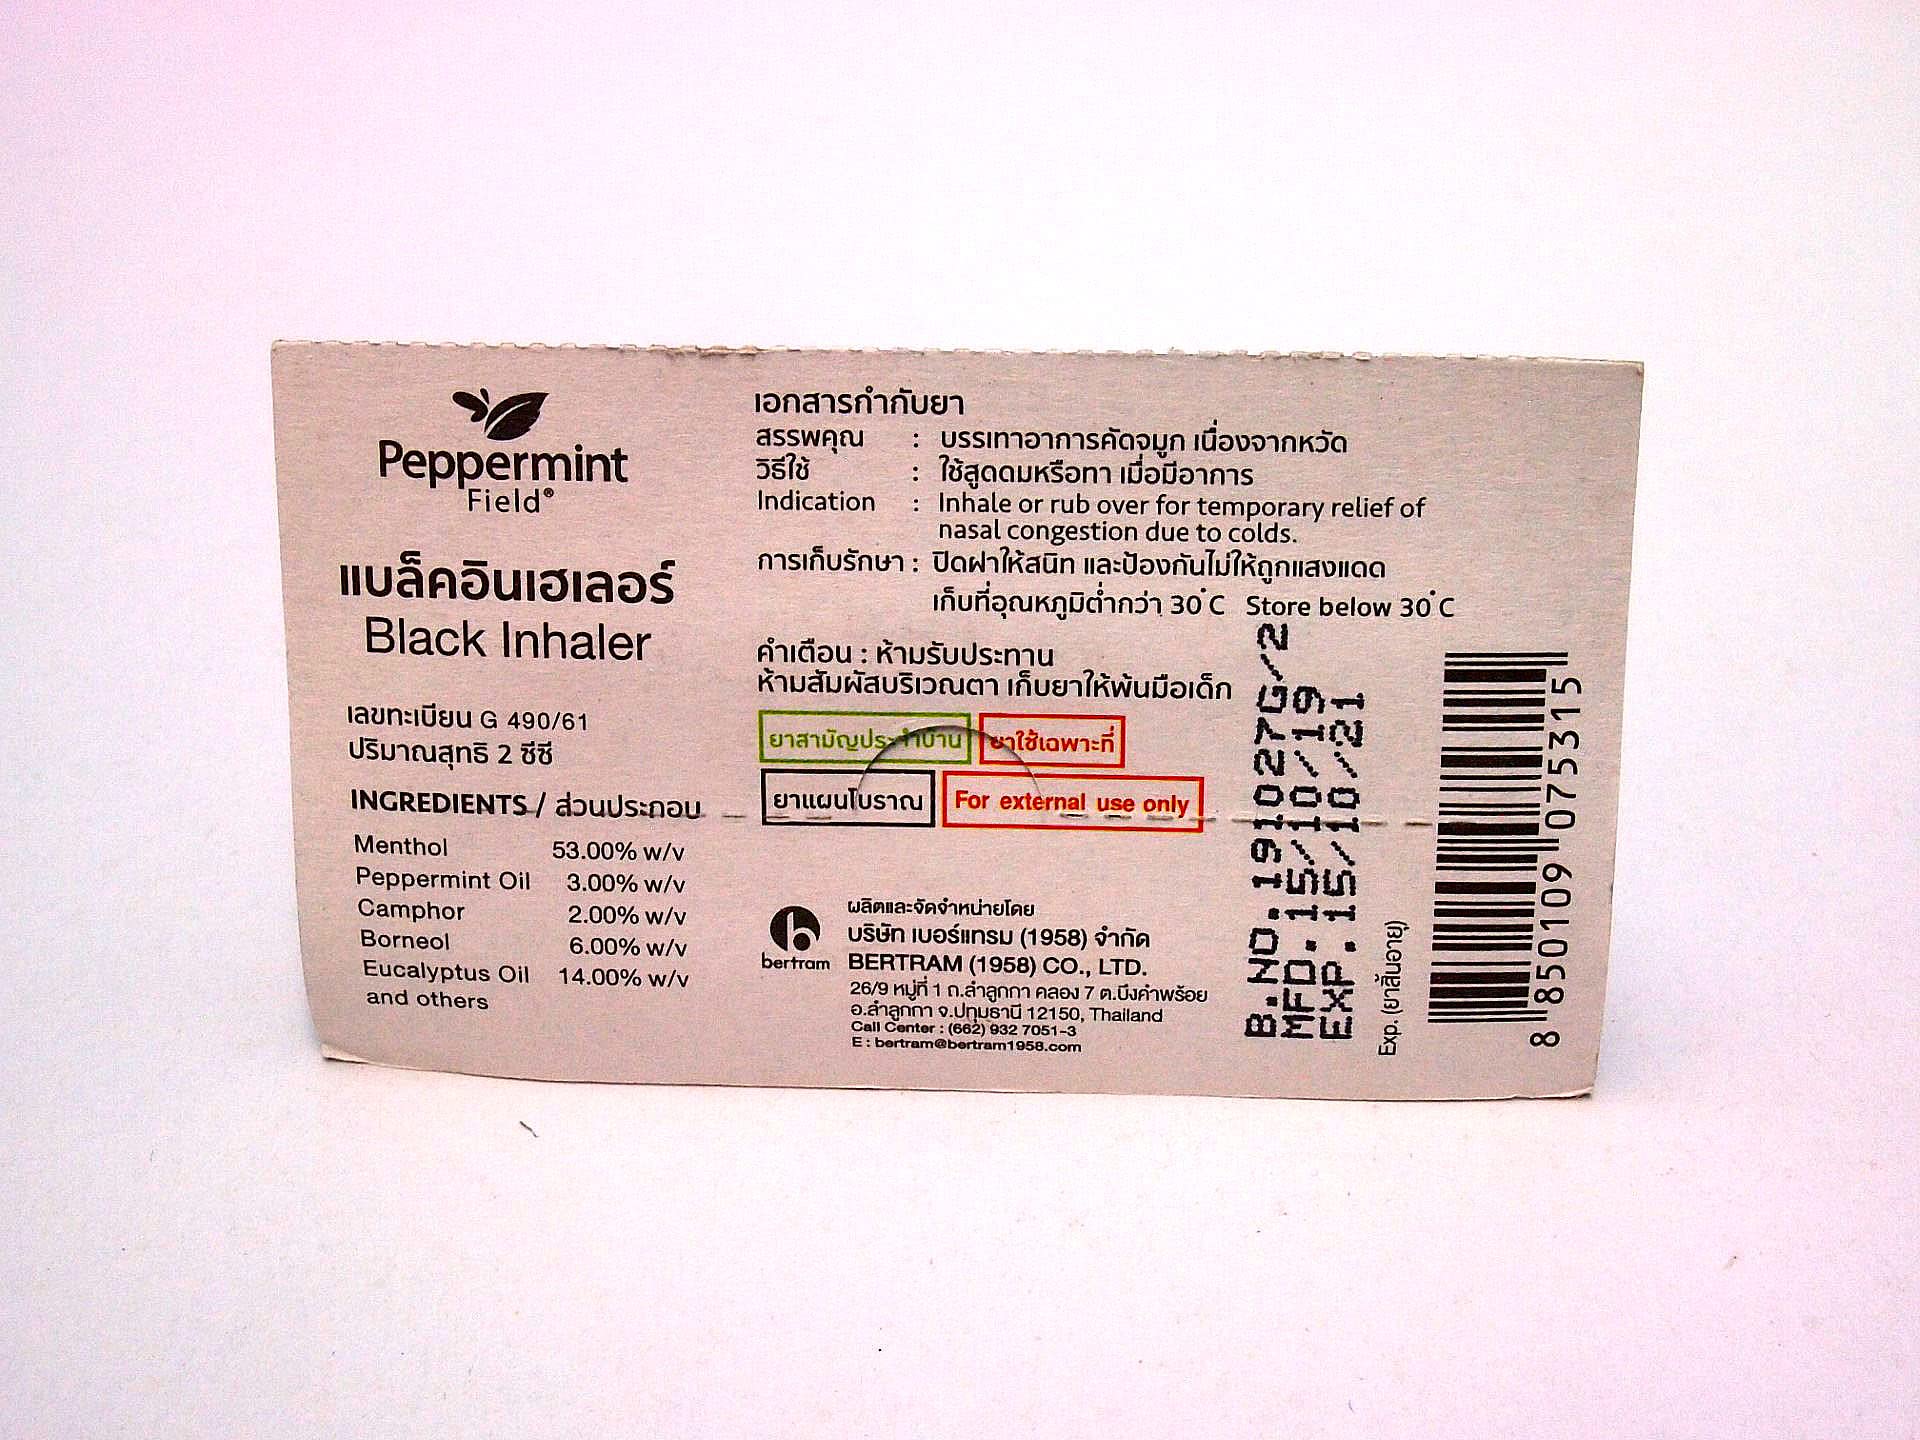 Peppermint
Field®
แบล็คอินเฮเลอร์
Black Inhaler
เลขทะเบียน G 490/61
ปริมาณสุทธิ 2 ซีซี
INGREDIENTS / ส่วนประกอบ
Menthol 53.00% w/v
Peppermint Oil 3.00% w/v
Camphor 2.00% w/v
Borneol 6.00% w/v
Eucalyptus Oil 14.00% w/v
and others
เอกสารกำกับยา
สรรพคุณ : บรรเทาอาการคัดจมูก เนื่องจากหวัด
วิธีใช้ : ใช้สูดดมหรือทา เมื่อมีอาการ
Indication : Inhale or rub over for temporary relief of
nasal congestion due to colds.
การเก็บรักษา : ปิดฝาให้สนิท และป้องกันไม่ให้ถูกแสงแดด
เก็บที่อุณหภูมิต่ำกว่า 30°C Store below 30°C
คำเตือน : ห้ามรับประทาน
ห้ามสัมผัสบริเวณตา เก็บยาให้พ้นมือเด็ก
ยาสามัญประจำบ้าน ยาใช้เฉพาะที่
ยาแผนโบราณ For external use only
bertram
ผลิตและจัดจำหน่ายโดย
บริษัท เบอร์แทรม (1958) จำกัด
BERTRAM (1958) CO., LTD.
26/9 หมู่ที่ 1 ถ.ลำลูกกา คลอง 7 ต.บึงคำพร้อย
อ.ลำลูกกา จ.ปทุมธานี 12150, Thailand
Call Center : (662) 932 7051-3
E : bertram@bertram1958.com
B.NO.191027G/2
MFD.:15/10/19
EXP.:15/10/21
Exp. (ยาสิ้นอายุ)
8 850109 075315